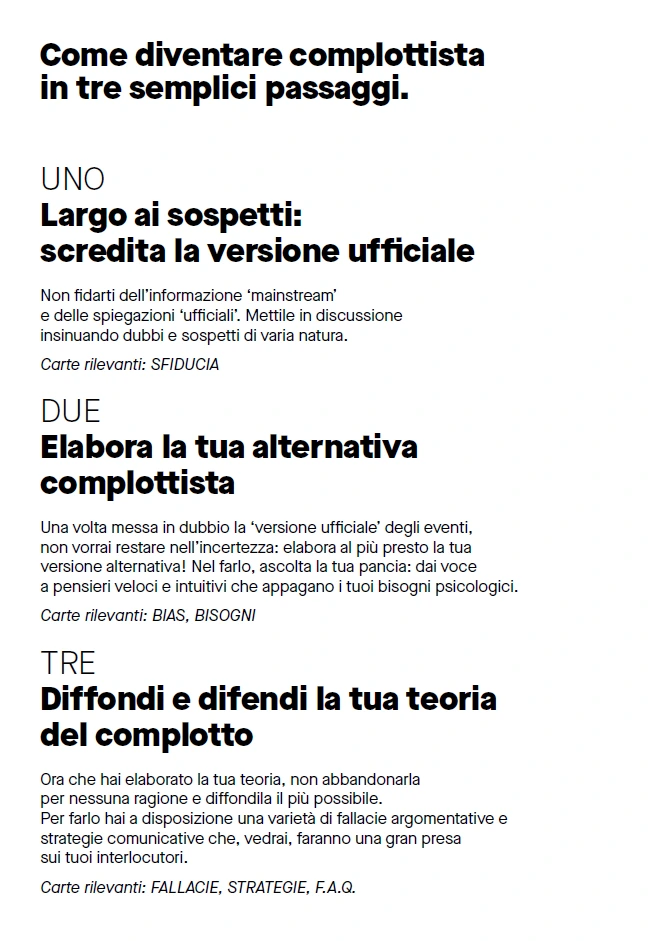 Come diventare complottista
in tre semplici passaggi.
UNO
Largo ai sospetti:
scredita la versione ufficiale
Non fidarti dell’informazione ‘mainstream’
e delle spiegazioni ‘ufficiali’. Mettile in discussione
insinuando dubbi e sospetti di varia natura.
Carte rilevanti: SFIDUCIA
DUE
Elabora la tua alternativa
complottista
Una volta messa in dubbio la ‘versione ufficiale’ degli eventi,
non vorrai restare nell’incertezza: elabora al più presto la tua
versione alternativa! Nel farlo, ascolta la tua pancia: dai voce
a pensieri veloci e intuitivi che appagano i tuoi bisogni psicologici.
Carte rilevanti: BIAS, BISOGNI
TRE
Diffondi e difendi la tua teoria
del complotto
Ora che hai elaborato la tua teoria, non abbandonarla
per nessuna ragione e diffondila il più possibile.
Per farlo hai a disposizione una varietà di fallacie argomentative e
strategie comunicative che, vedrai, faranno una gran presa
sui tuoi interlocutori.
Carte rilevanti: FALLACIE, STRATEGIE, F.A.Q.